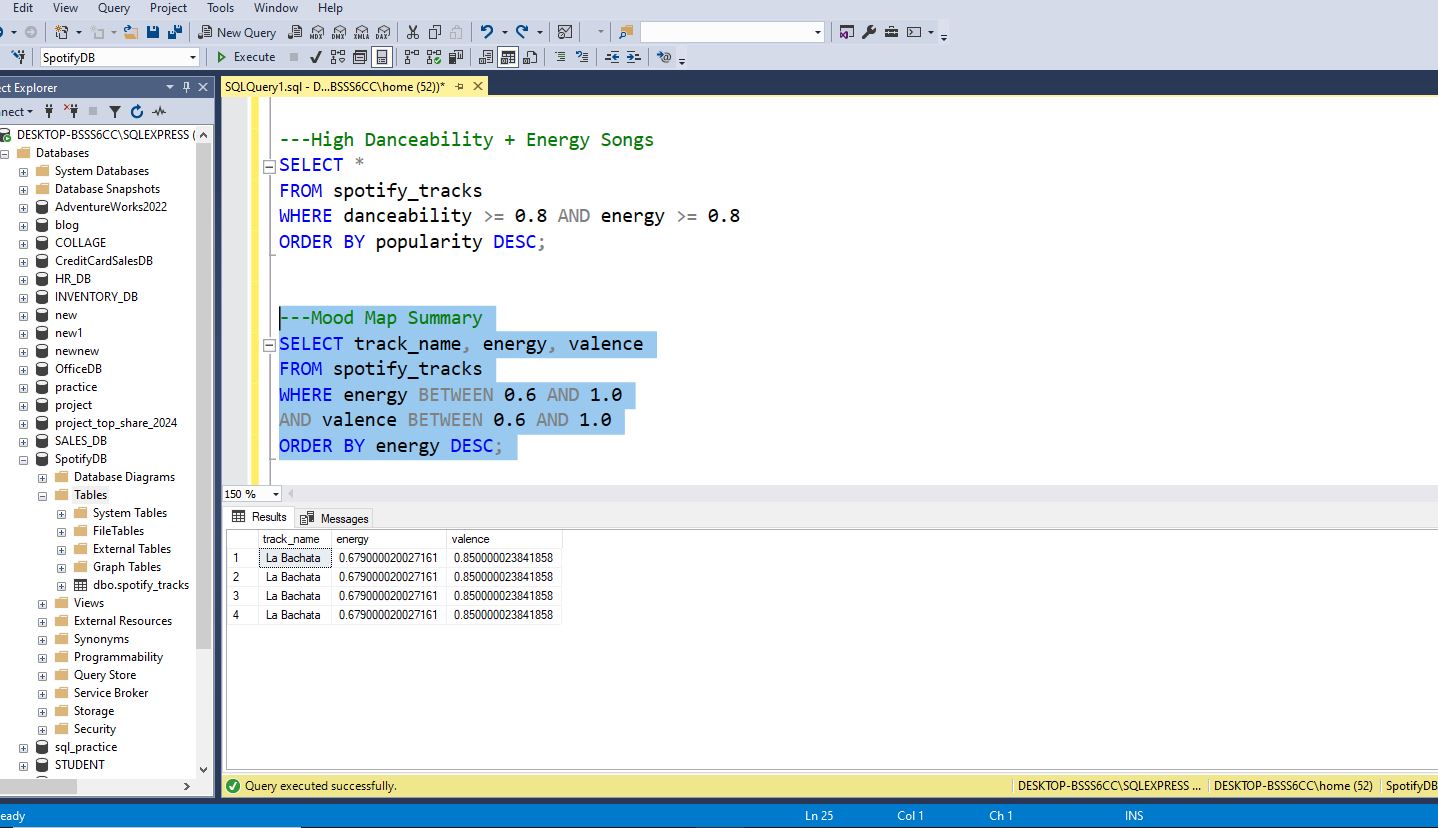 Edit View Query Project Tools Window Help
New Query
MDX DMX XMLA DAX
SpotifyDB Execute
ect Explorer
nnect
DESKTOP-BSSS6CC\SQLEXPRESS (
Databases
System Databases
Database Snapshots
AdventureWorks2022
blog
COLLAGE
CreditCardSalesDB
HR_DB
INVENTORY_DB
new
new1
newnew
OfficeDB
practice
project
project_top_share_2024
SALES_DB
SpotifyDB
Database Diagrams
Tables
System Tables
FileTables
External Tables
Graph Tables
dbo.spotify_tracks
Views
External Resources
Synonyms
Programmability
Query Store
Service Broker
Storage
Security
sql_practice
STUDENT
SQLQuery1.sql - D...BSSS6CC\home (52))*
---High Danceability + Energy Songs
SELECT *
FROM spotify_tracks
WHERE danceability >= 0.8 AND energy >= 0.8
ORDER BY popularity DESC;
---Mood Map Summary
SELECT track_name, energy, valence
FROM spotify_tracks
WHERE energy BETWEEN 0.6 AND 1.0
AND valence BETWEEN 0.6 AND 1.0
ORDER BY energy DESC;
150 %
Results Messages
track_name energy valence
1 La Bachata 0.679000020027161 0.850000023841858
2 La Bachata 0.679000020027161 0.850000023841858
3 La Bachata 0.679000020027161 0.850000023841858
4 La Bachata 0.679000020027161 0.850000023841858
Query executed successfully. DESKTOP-BSSS6CC\SQLEXPRESS ... DESKTOP-BSSS6CC\home (52) SpotifyDB
eady Ln 25 Col 1 Ch 1 INS